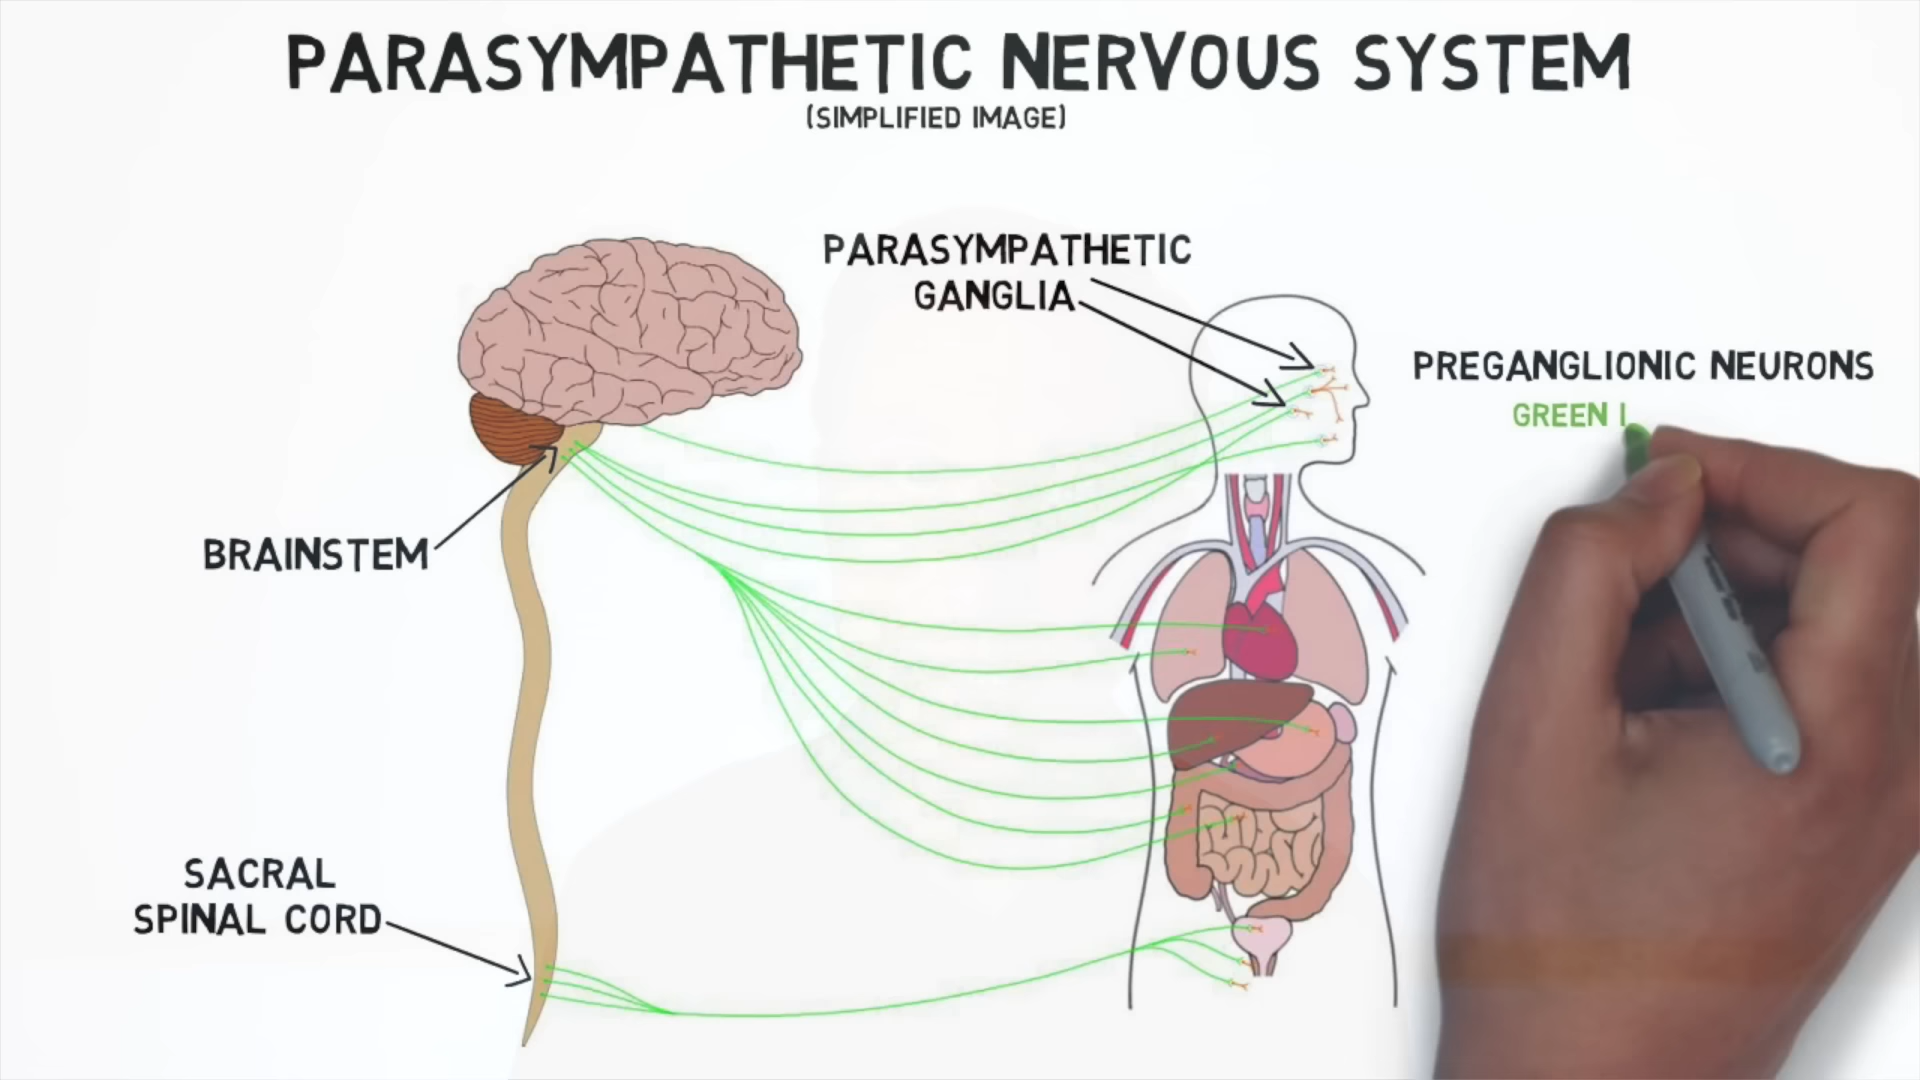 PARASYMPATHETIC NERVOUS SYSTEM
(SIMPLIFIED IMAGE)
PARASYMPATHETIC
GANGLIA
PREGANGLIONIC NEURONS
GREEN L
BRAINSTEM
SACRAL
SPINAL CORD